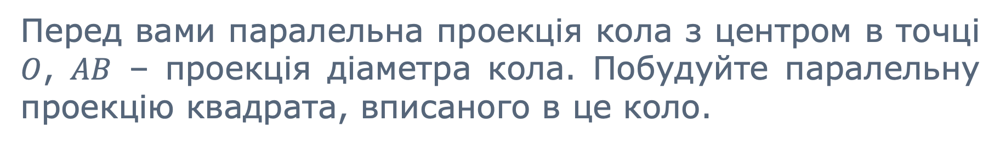 Перед вами паралельна проекція кола з центром в точці
O, AB – проекція діаметра кола. Побудуйте паралельну
проекцію квадрата, вписаного в це коло.